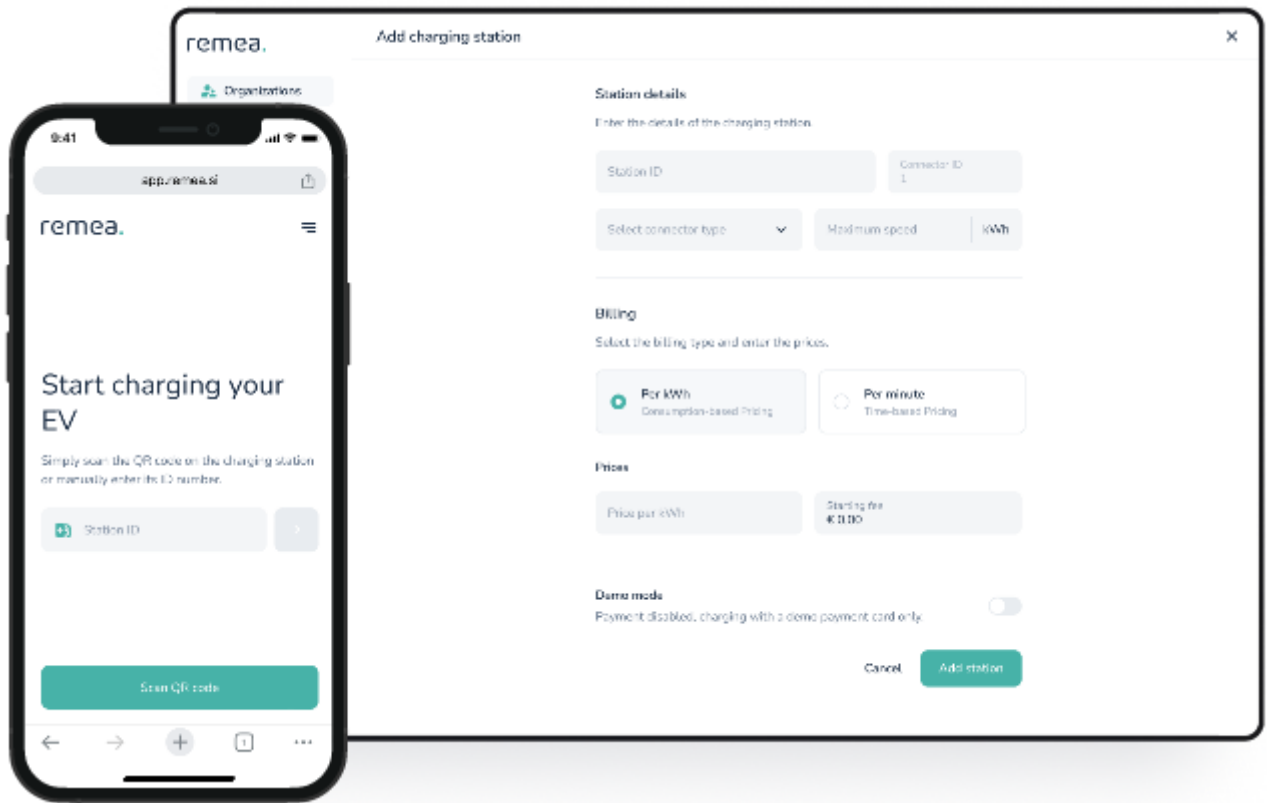 remea.
Organizations
Add charging station
Station details
Enter the details of the charging station.
Station ID
Connector ID
1
Select connector type
Maximum speed
kWh
Billing
Select the billing type and enter the prices.
Per kWh
Consumption-based Pricing
Per minute
Time-based Pricing
Prices
Price per kWh
Starting fee
€ 0.00
Demo mode
Payment disabled, charging with a demo payment card only.
Cancel
Add station
9:41
app.remea.si
remea.
Start charging your
EV
Simply scan the QR code on the charging station
or manually enter its ID number.
Station ID
Scan QR code
1